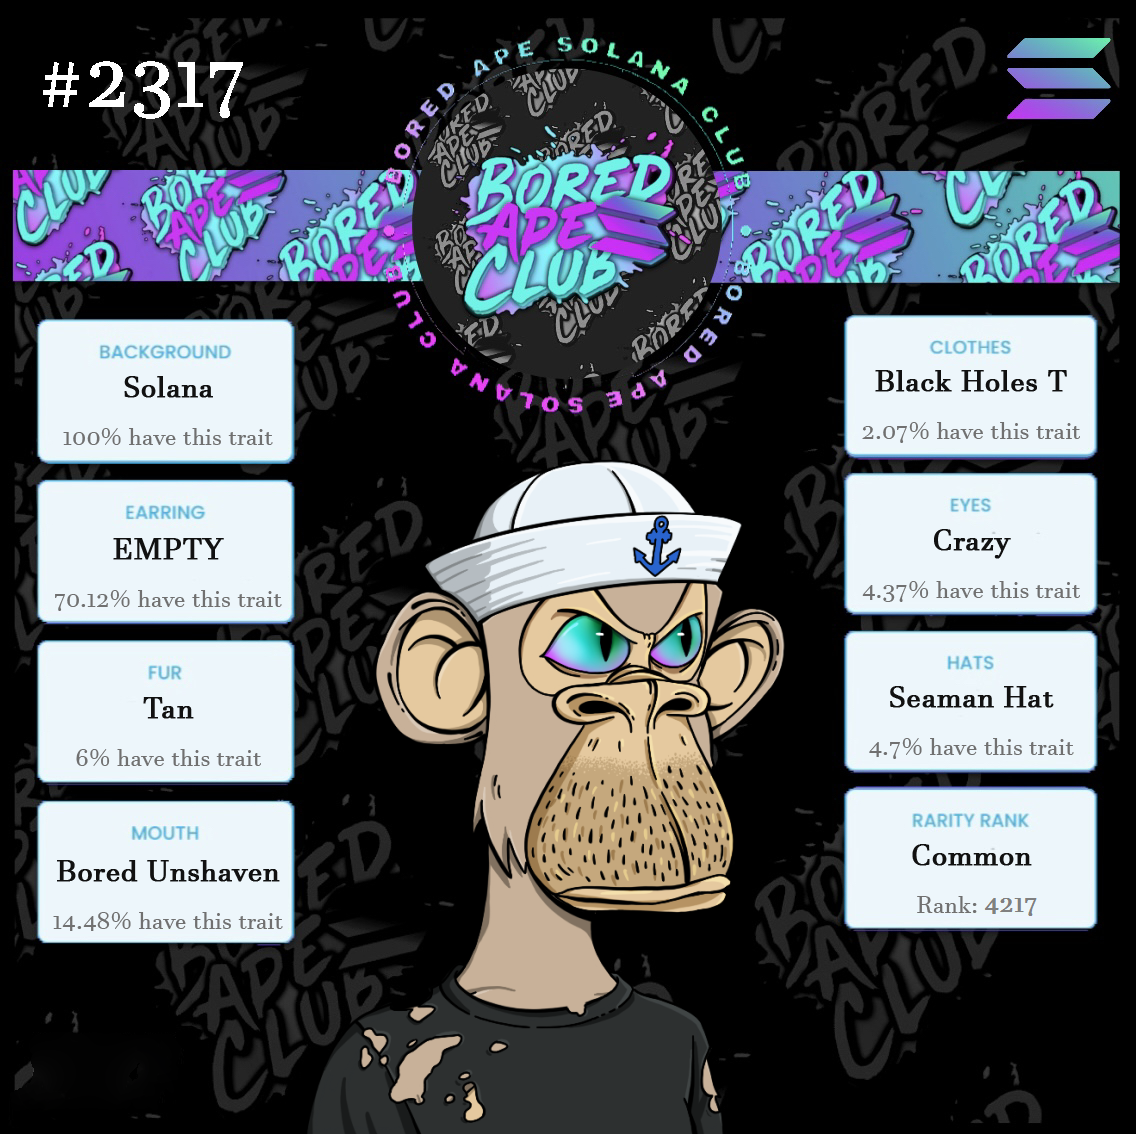 #2317
BORED APE SOLANA CLUB
BORED APE SOLANA CLUB
BORED
APE
CLUB
BACKGROUND
Solana
100% have this trait
EARRING
EMPTY
70.12% have this trait
FUR
Tan
6% have this trait
MOUTH
Bored Unshaven
14.48% have this trait
CLOTHES
Black Holes T
2.07% have this trait
EYES
Crazy
4.37% have this trait
HATS
Seaman Hat
4.7% have this trait
RARITY RANK
Common
Rank: 4217